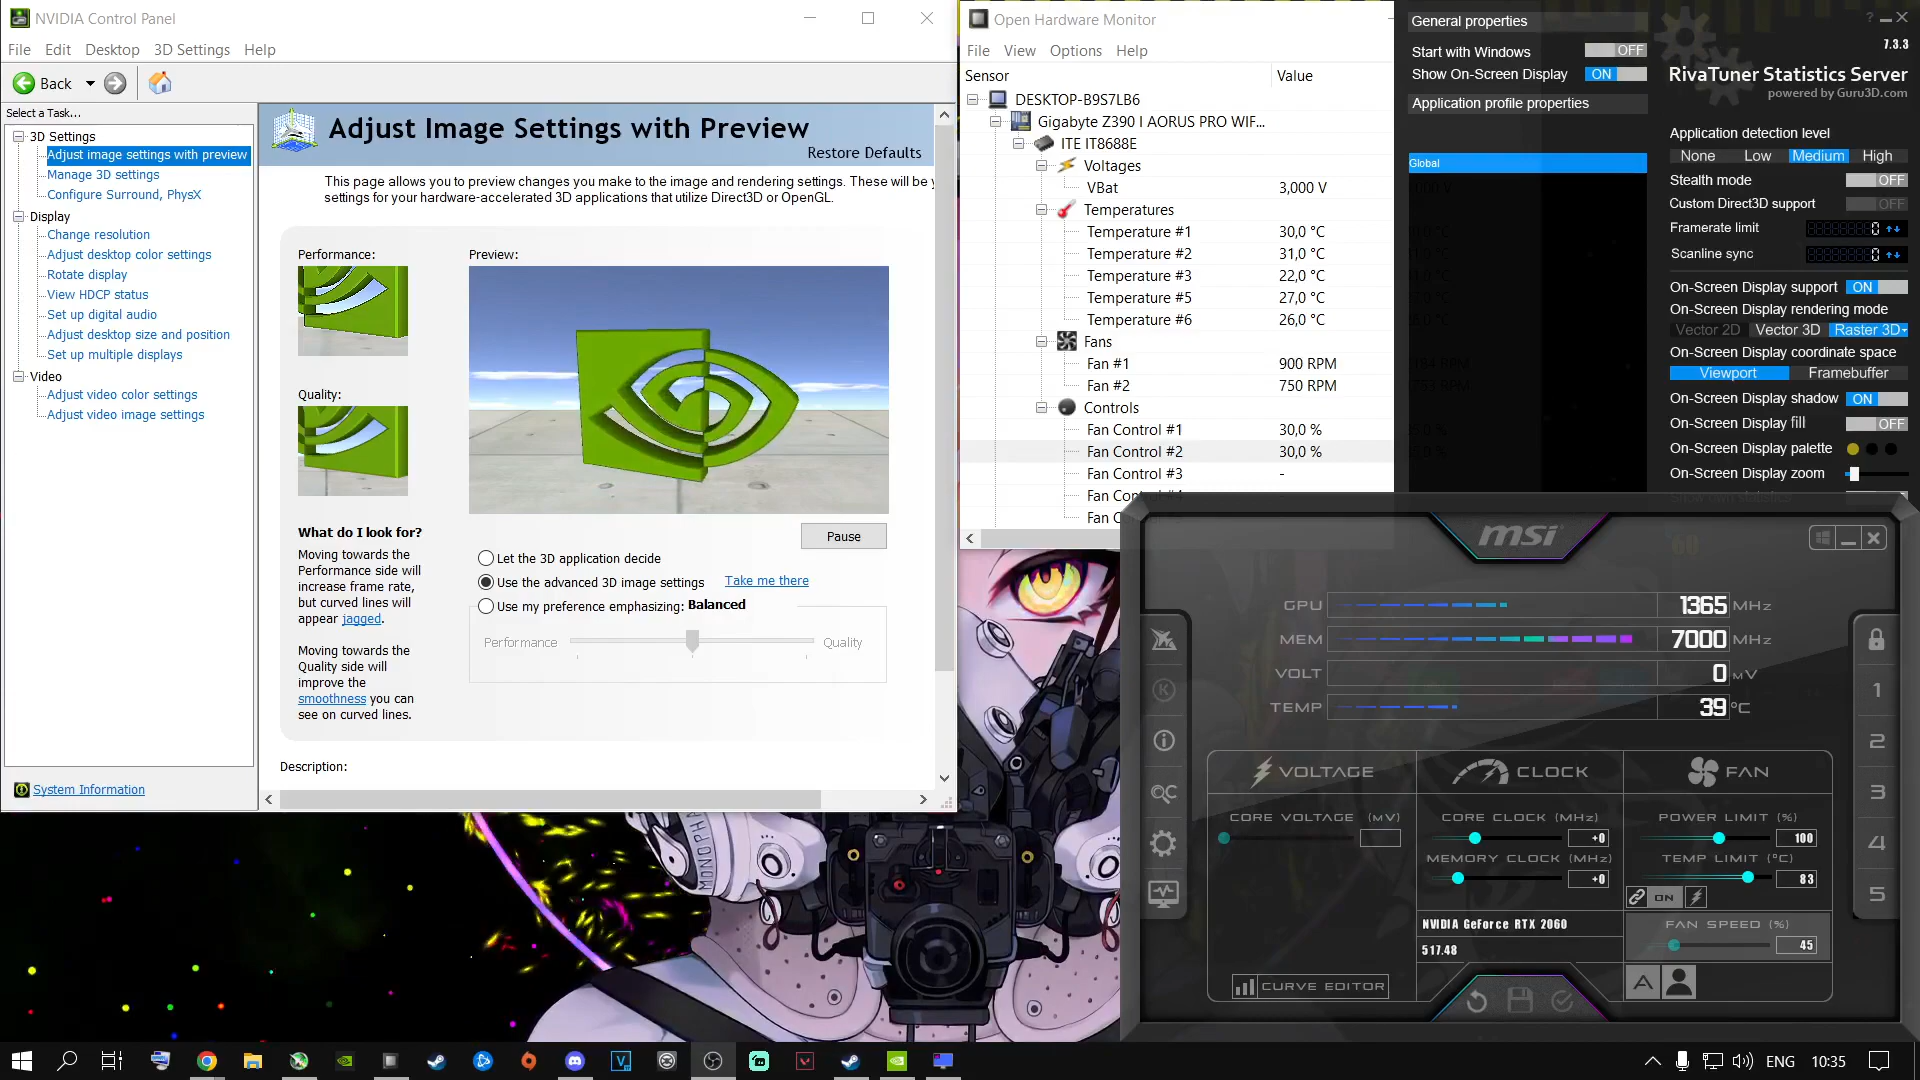 NVIDIA Control Panel
File Edit Desktop 3D Settings Help
Back
Select a Task...
3D Settings
Adjust image settings with preview
Manage 3D settings
Configure Surround, PhysX
Display
Change resolution
Adjust desktop color settings
Rotate display
View HDCP status
Set up digital audio
Adjust desktop size and position
Set up multiple displays
Video
Adjust video color settings
Adjust video image settings
System Information
Adjust Image Settings with Preview
Restore Defaults
This page allows you to preview changes you make to the image and rendering settings. These will be
settings for your hardware-accelerated 3D applications that utilize Direct3D or OpenGL.
Performance:
Preview:
Quality:
What do I look for?
Moving towards the
Performance side will
increase frame rate,
but curved lines will
appear jagged.
Moving towards the
Quality side will
improve the
smoothness you can
see on curved lines.
Pause
Let the 3D application decide
Use the advanced 3D image settings Take me there
Use my preference emphasizing: Balanced
Performance Quality
Description:
Open Hardware Monitor
File View Options Help
Sensor Value
DESKTOP-B9S7LB6
Gigabyte Z390 I AORUS PRO WIF...
ITE IT8688E
Voltages
VBat 3,000 V
Temperatures
Temperature #1 30,0 °C
Temperature #2 31,0 °C
Temperature #3 22,0 °C
Temperature #5 27,0 °C
Temperature #6 26,0 °C
Fans
Fan #1 900 RPM
Fan #2 750 RPM
Controls
Fan Control #1 30,0 %
Fan Control #2 30,0 %
Fan Control #3 -
General properties
Start with Windows OFF
Show On-Screen Display ON
Application profile properties
Global
7.3.3
RivaTuner Statistics Server
powered by Guru3D.com
Application detection level
None Low Medium High
Stealth mode OFF
Custom Direct3D support OFF
Framerate limit 0
Scanline sync 0
On-Screen Display support ON
On-Screen Display rendering mode
Vector 2D Vector 3D Raster 3D
On-Screen Display coordinate space
Viewport Framebuffer
On-Screen Display shadow ON
On-Screen Display fill OFF
On-Screen Display palette
On-Screen Display zoom
msi
60
GPU 1365 MHz
MEM 7000 MHz
VOLT 0 mV
TEMP 39 °C
K
1
2
3
4
5
VOLTAGE
CORE VOLTAGE (MV)
CURVE EDITOR
CLOCK
CORE CLOCK (MHz)
+0
MEMORY CLOCK (MHz)
+0
NVIDIA GeForce RTX 2060
517.48
FAN
POWER LIMIT (%)
100
TEMP LIMIT (°C)
83
ON
FAN SPEED (%)
45
A
MONOPHA
ENG 10:35